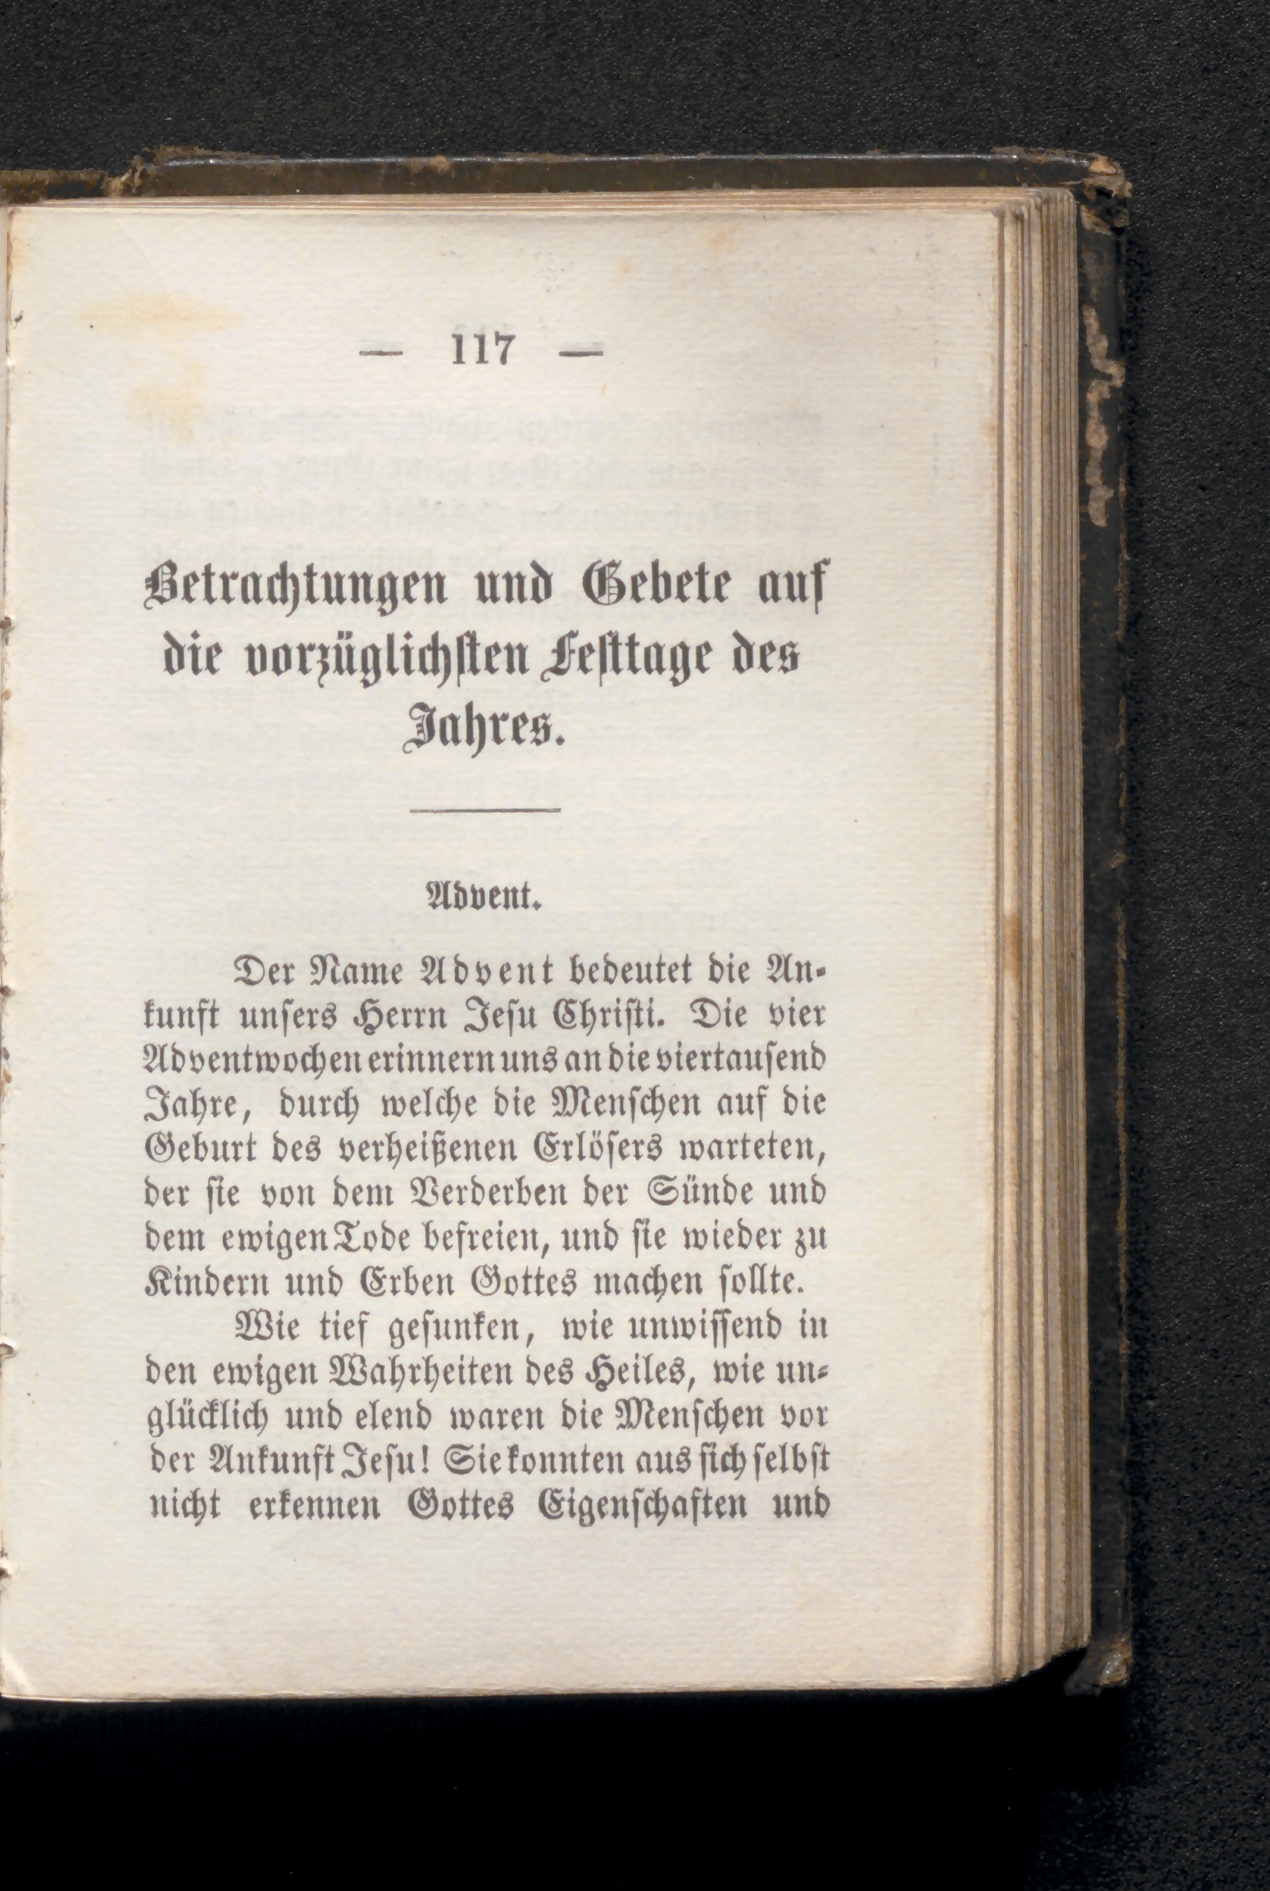 — 117 —
Betrachtungen und Gebete auf
die vorzüglichsten Festtage des
Jahres.
Advent.
Der Name Advent bedeutet die An-
kunft unsers Herrn Jesu Christi. Die vier
Adventwochen erinnern uns an die viertausend
Jahre, durch welche die Menschen auf die
Geburt des verheißenen Erlösers warteten,
der sie von dem Verderben der Sünde und
dem ewigen Tode befreien, und sie wieder zu
Kindern und Erben Gottes machen sollte.
Wie tief gesunken, wie unwissend in
den ewigen Wahrheiten des Heiles, wie un-
glücklich und elend waren die Menschen vor
der Ankunft Jesu! Sie konnten aus sich selbst
nicht erkennen Gottes Eigenschaften und